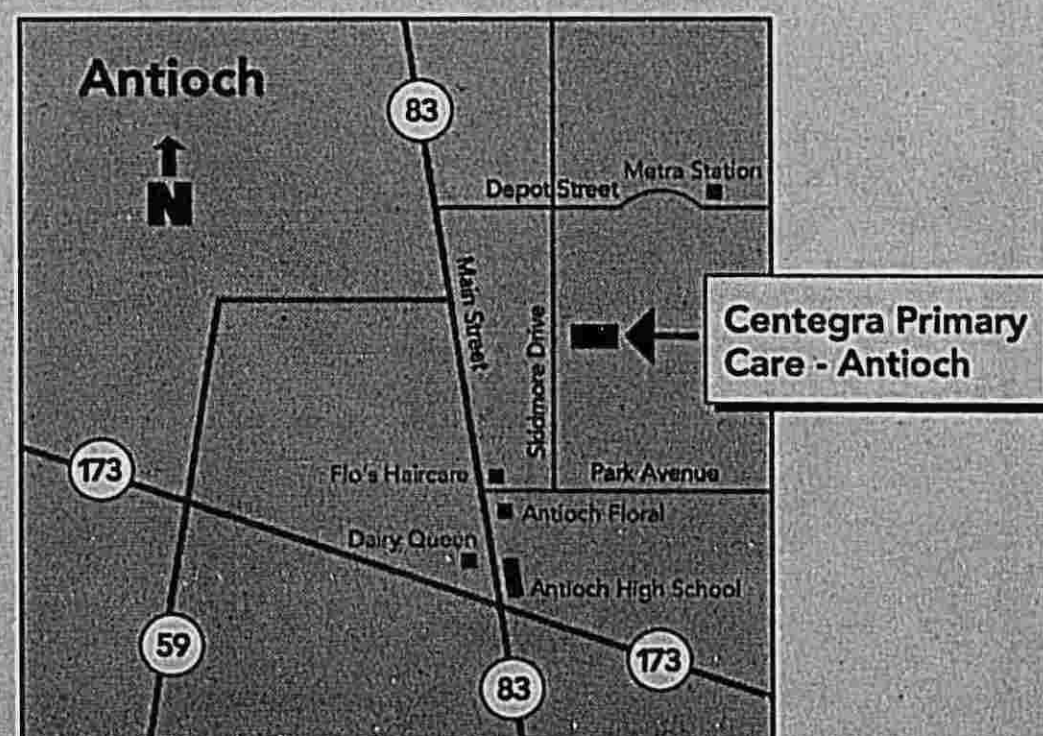 Antioch
83
N
Metra Station
Depot Street
Main Street
Skidmore Drive
Centegra Primary
Care - Antioch
173
Flo's Haircare
Park Avenue
Antioch Floral
Dairy Queen
Antioch High School
59
173
83